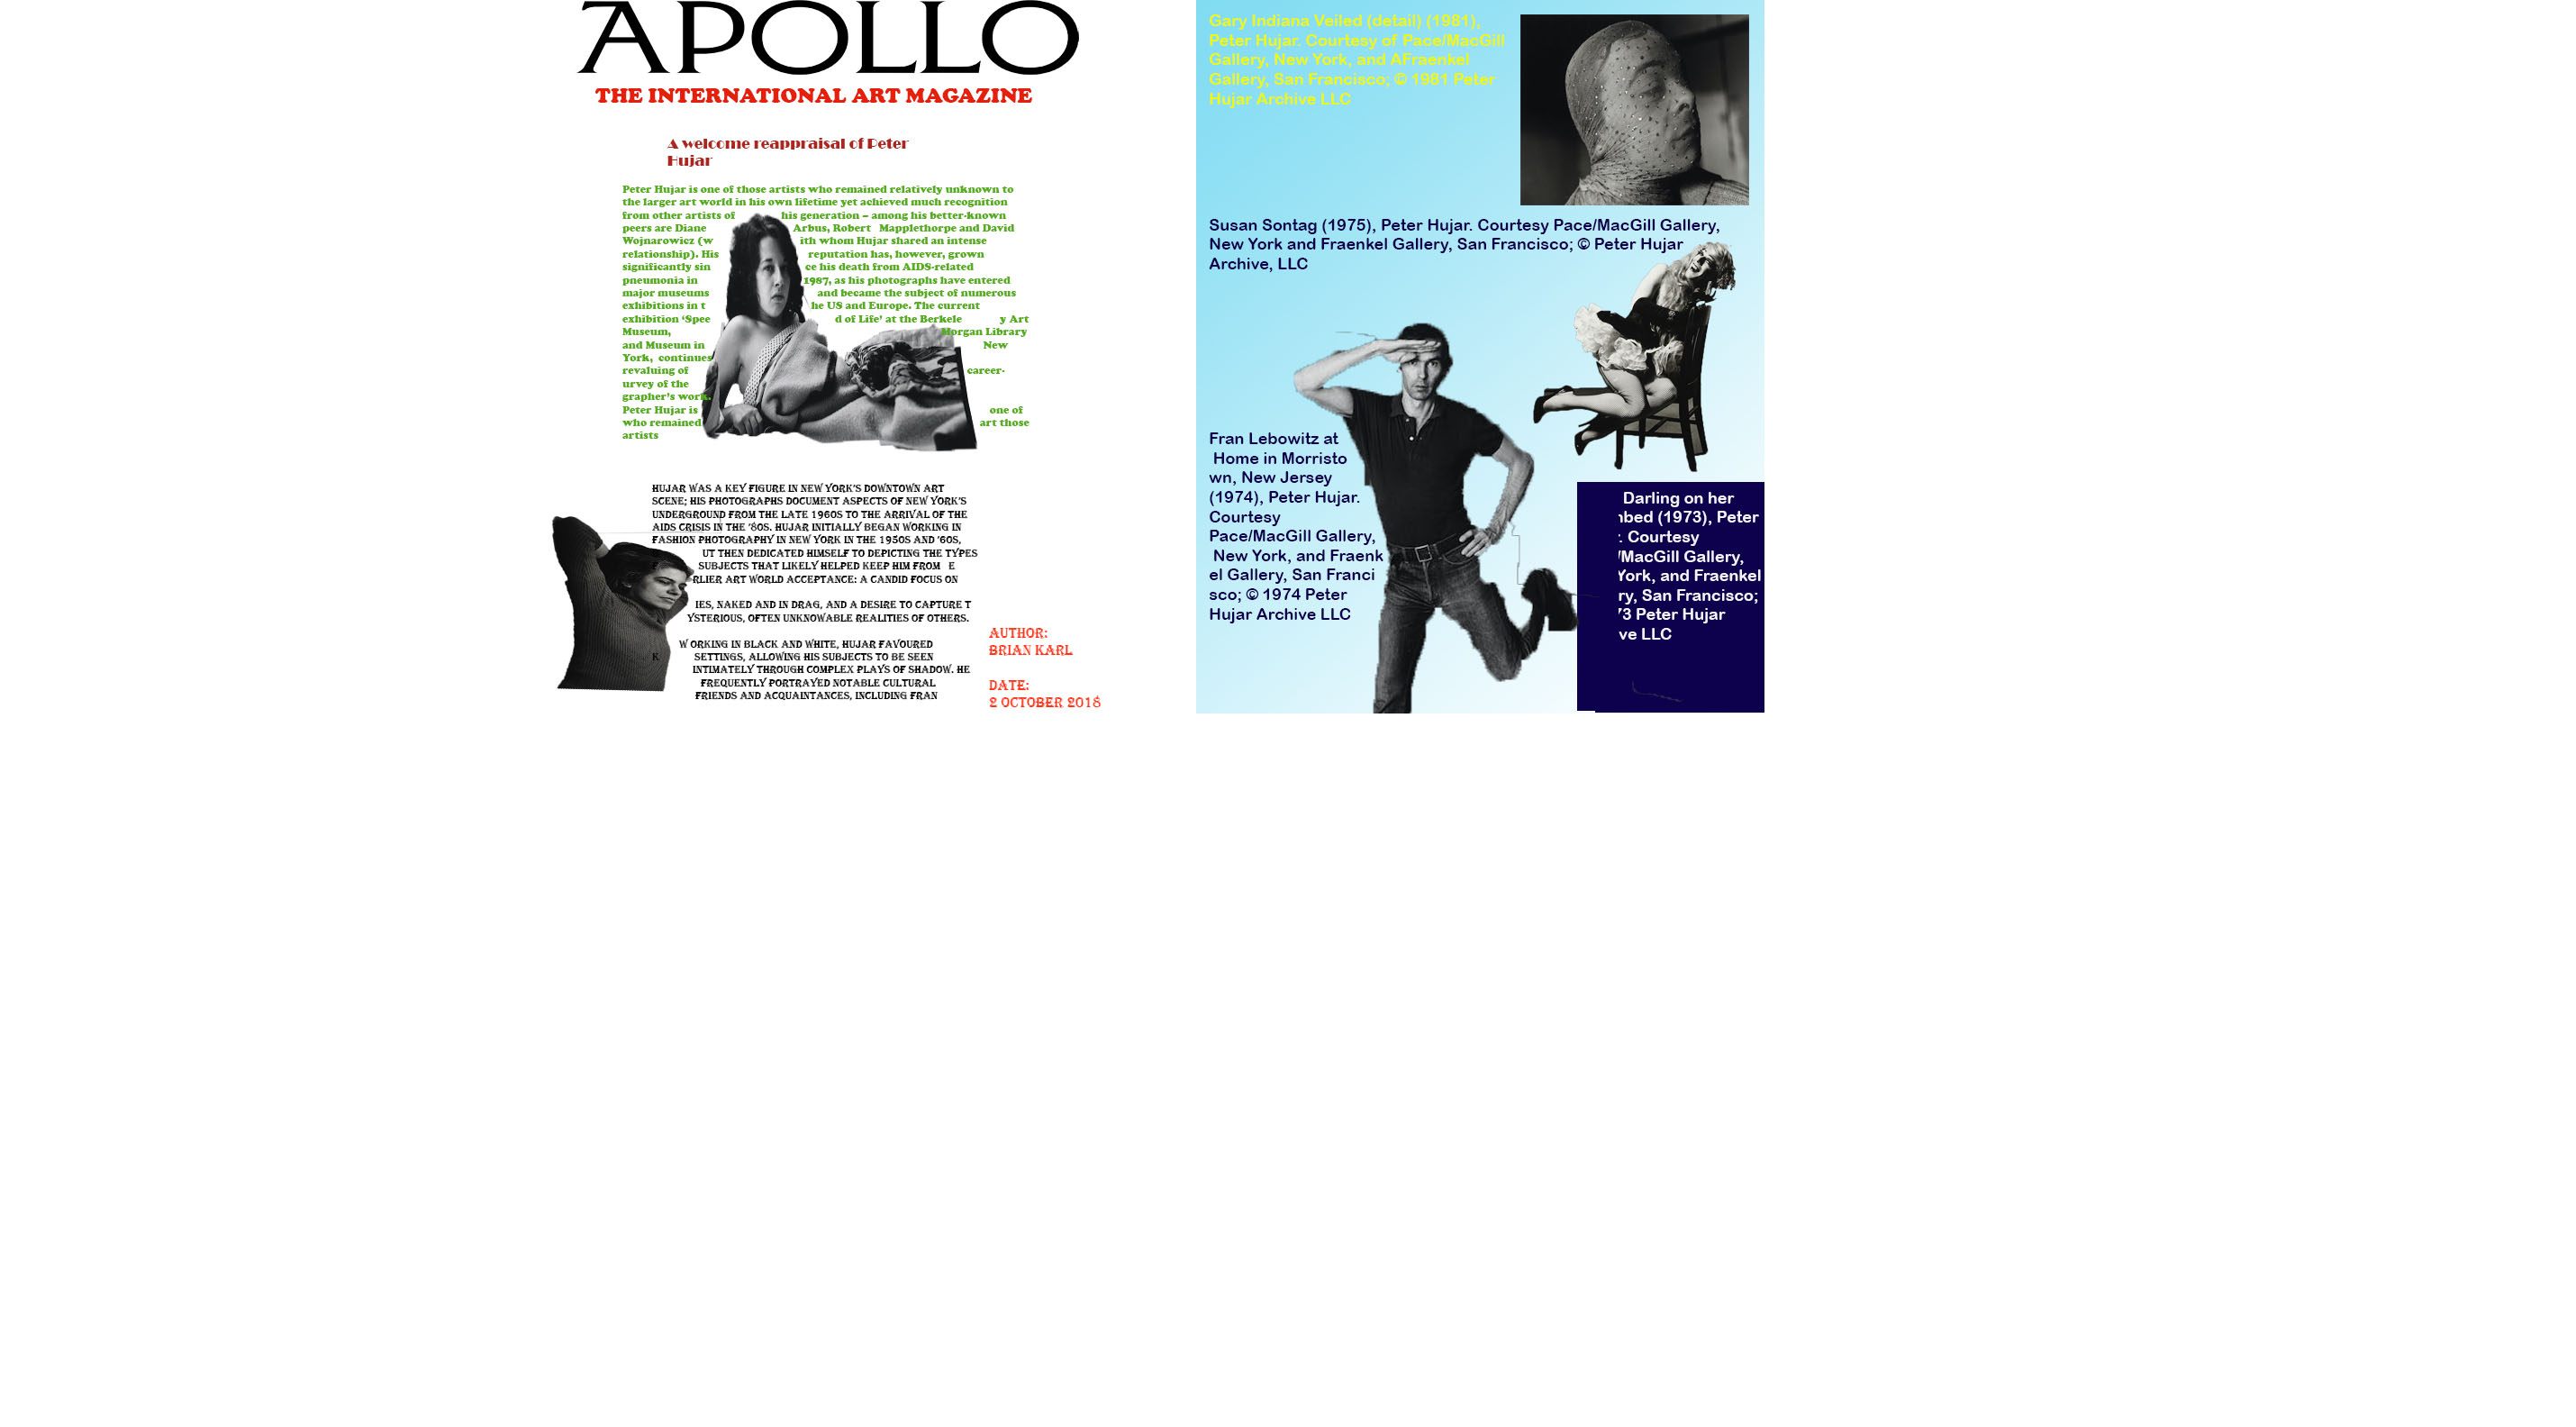 APOLLO
THE INTERNATIONAL ART MAGAZINE
A welcome reappraisal of Peter
Hujar
Peter Hujar is one of those artists who remained relatively unknown to
the larger art world in his own lifetime yet achieved much recognition
from other artists of his generation – among his better-known
peers are Diane Arbus, Robert Mapplethorpe and David
Wojnarowicz (w ith whom Hujar shared an intense
relationship). His reputation has, however, grown
significantly sin ce his death from AIDS-related
pneumonia in 1987, as his photographs have entered
major museums and became the subject of numerous
exhibitions in t he US and Europe. The current
exhibition ‘Spee d of Life’ at the Berkele y Art
Museum, Morgan Library
and Museum in New
York, continues
revaluing of career-
urvey of the
grapher’s work.
Peter Hujar is one of
who remained art those
artists
HUJAR WAS A KEY FIGURE IN NEW YORK’S DOWNTOWN ART
SCENE; HIS PHOTOGRAPHS DOCUMENT ASPECTS OF NEW YORK’S
UNDERGROUND FROM THE LATE 1960S TO THE ARRIVAL OF THE
AIDS CRISIS IN THE ’80S. HUJAR INITIALLY BEGAN WORKING IN
FASHION PHOTOGRAPHY IN NEW YORK IN THE 1950S AND ’60S,
UT THEN DEDICATED HIMSELF TO DEPICTING THE TYPES
SUBJECTS THAT LIKELY HELPED KEEP HIM FROM E
RLIER ART WORLD ACCEPTANCE: A CANDID FOCUS ON
IES, NAKED AND IN DRAG, AND A DESIRE TO CAPTURE T
YSTERIOUS, OFTEN UNKNOWABLE REALITIES OF OTHERS.
W ORKING IN BLACK AND WHITE, HUJAR FAVOURED
K SETTINGS, ALLOWING HIS SUBJECTS TO BE SEEN
INTIMATELY THROUGH COMPLEX PLAYS OF SHADOW. HE
FREQUENTLY PORTRAYED NOTABLE CULTURAL
FRIENDS AND ACQUAINTANCES, INCLUDING FRAN
AUTHOR:
BRIAN KARL
DATE:
2 OCTOBER 2018
Gary Indiana Veiled (detail) (1981),
Peter Hujar. Courtesy of Pace/MacGill
Gallery, New York, and AFraenkel
Gallery, San Francisco; © 1981 Peter
Hujar Archive LLC
Susan Sontag (1975), Peter Hujar. Courtesy Pace/MacGill Gallery,
New York and Fraenkel Gallery, San Francisco; © Peter Hujar
Archive, LLC
Fran Lebowitz at
Home in Morristo
wn, New Jersey
(1974), Peter Hujar.
Courtesy
Pace/MacGill Gallery,
New York, and Fraenk
el Gallery, San Franci
sco; © 1974 Peter
Hujar Archive LLC
Darling on her
bed (1973), Peter
. Courtesy
/MacGill Gallery,
York, and Fraenkel
ry, San Francisco;
73 Peter Hujar
ve LLC